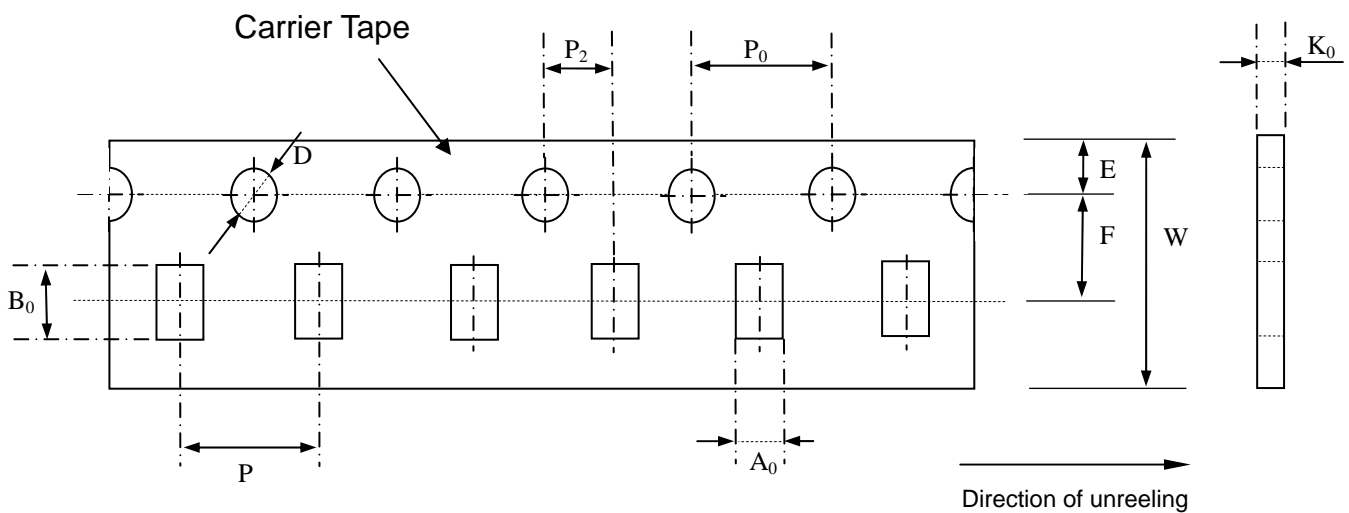 Carrier Tape
P₂
P₀
K₀
D
E
F
W
B₀
P
A₀
Direction of unreeling